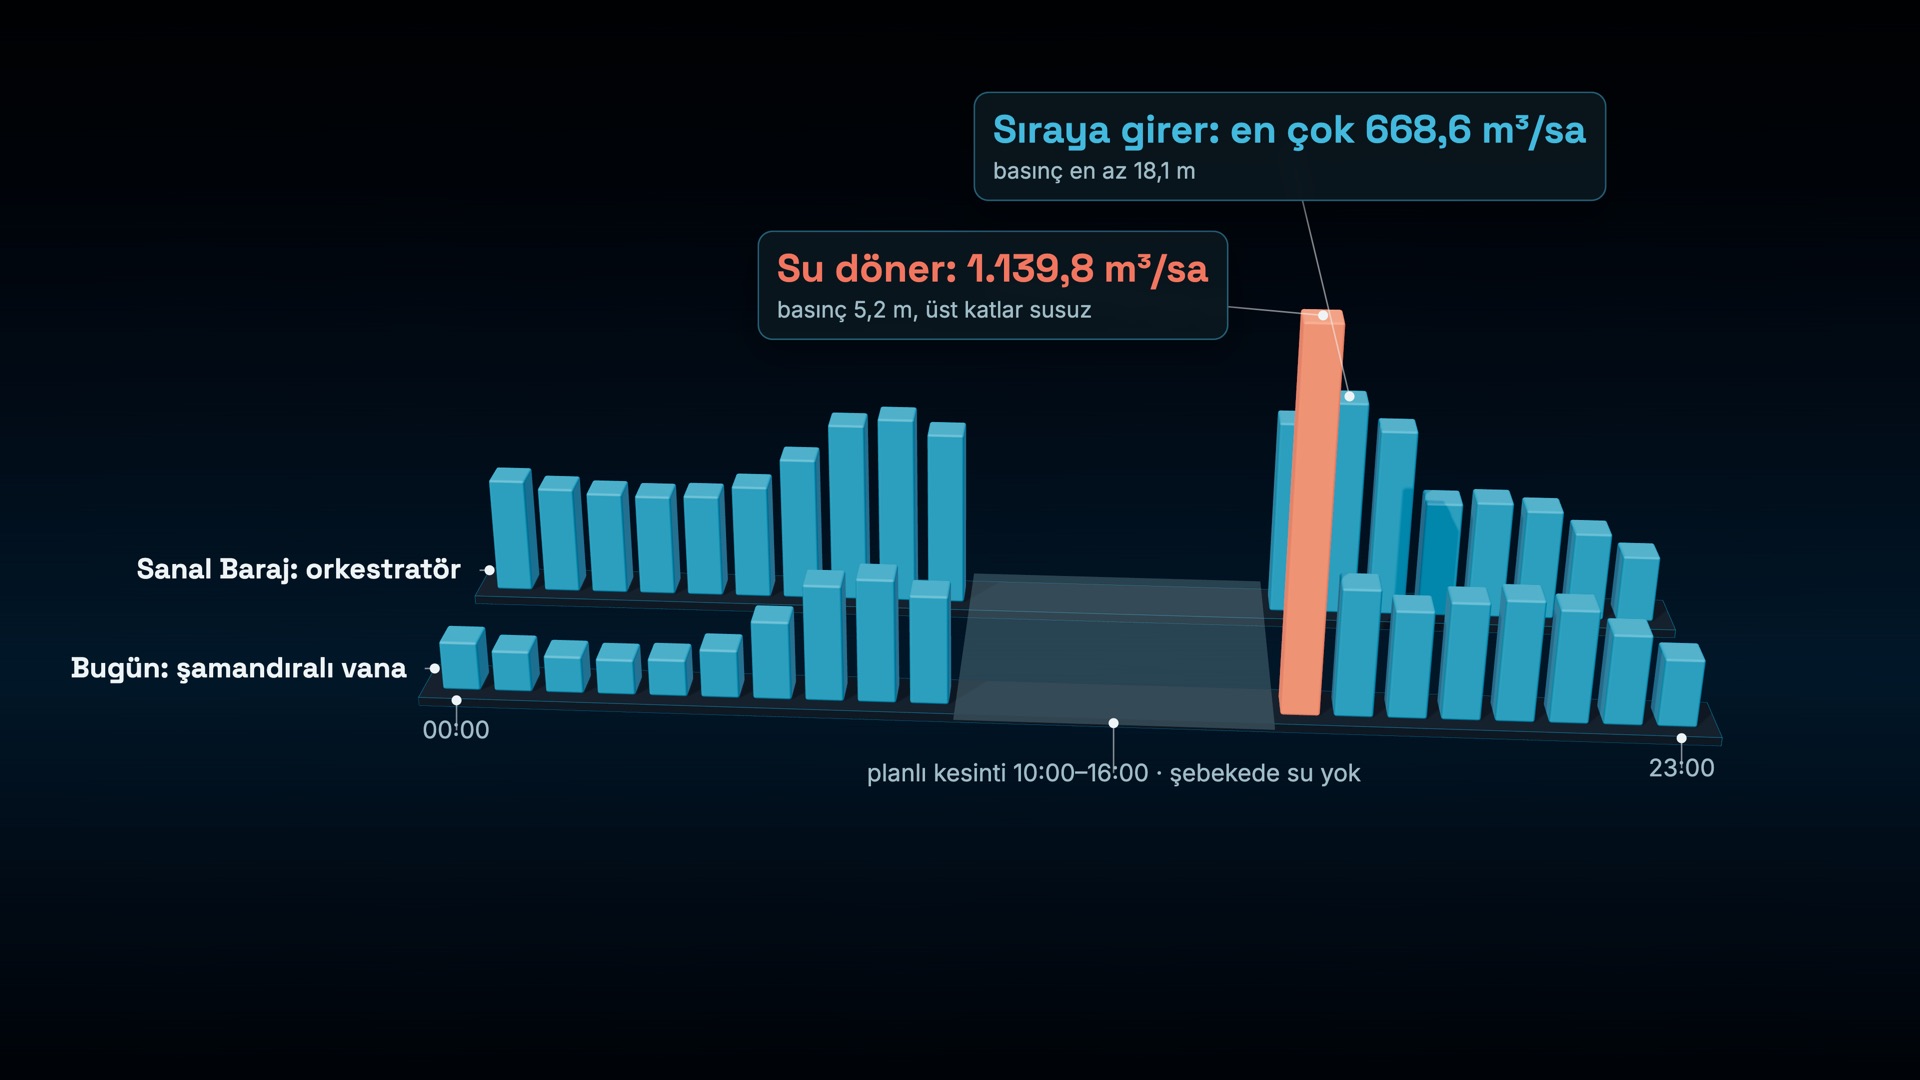 Sıraya girer: en çok 668,6 m³/sa
basınç en az 18,1 m
Su döner: 1.139,8 m³/sa
basınç 5,2 m, üst katlar susuz
Sanal Baraj: orkestratör
Bugün: şamandıralı vana
00:00
planlı kesinti 10:00–16:00 · şebekede su yok
23:00